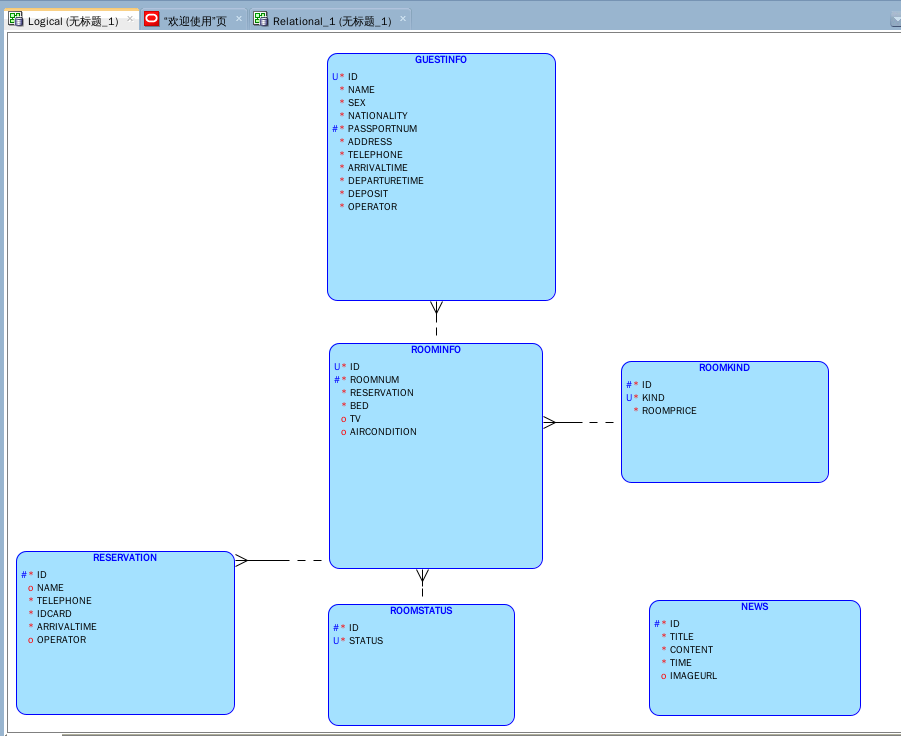 Logical (无标题_1)
"欢迎使用"页
Relational_1 (无标题_1)
GUESTINFO
U * ID
* NAME
* SEX
* NATIONALITY
# * PASSPORTNUM
* ADDRESS
* TELEPHONE
* ARRIVALTIME
* DEPARTURETIME
* DEPOSIT
* OPERATOR
ROOMINFO
U * ID
# * ROOMNUM
* RESERVATION
* BED
o TV
o AIRCONDITION
ROOMKIND
# * ID
U * KIND
* ROOMPRICE
RESERVATION
# * ID
o NAME
* TELEPHONE
* IDCARD
* ARRIVALTIME
o OPERATOR
ROOMSTATUS
# * ID
U * STATUS
NEWS
# * ID
* TITLE
* CONTENT
* TIME
o IMAGEURL